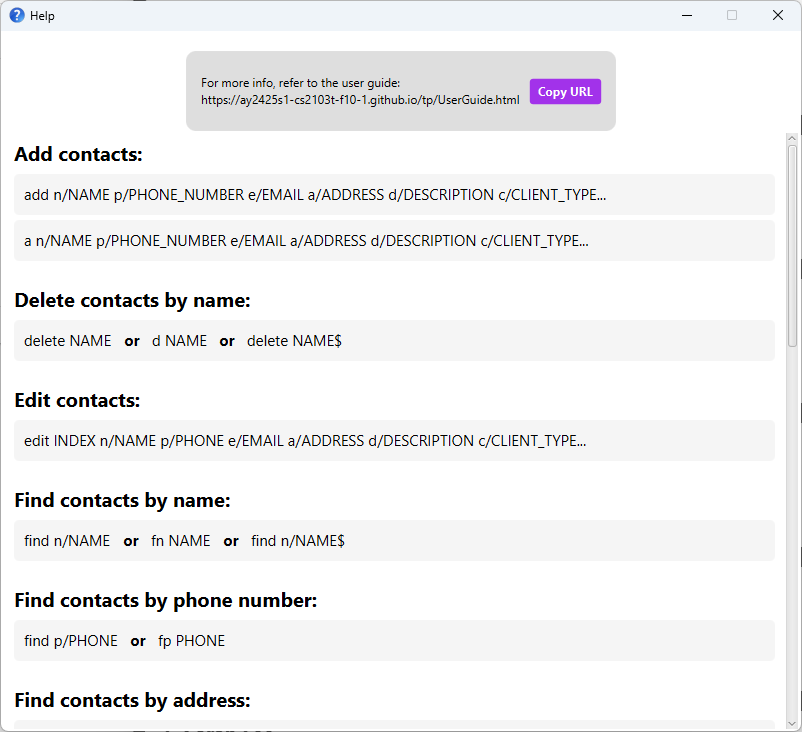 Help
For more info, refer to the user guide:
https://ay2425s1-cs2103t-f10-1.github.io/tp/UserGuide.html
Copy URL
Add contacts:
add n/NAME p/PHONE_NUMBER e/EMAIL a/ADDRESS d/DESCRIPTION c/CLIENT_TYPE...
a n/NAME p/PHONE_NUMBER e/EMAIL a/ADDRESS d/DESCRIPTION c/CLIENT_TYPE...
Delete contacts by name:
delete NAME or d NAME or delete NAME$
Edit contacts:
edit INDEX n/NAME p/PHONE e/EMAIL a/ADDRESS d/DESCRIPTION c/CLIENT_TYPE...
Find contacts by name:
find n/NAME or fn NAME or find n/NAME$
Find contacts by phone number:
find p/PHONE or fp PHONE
Find contacts by address: